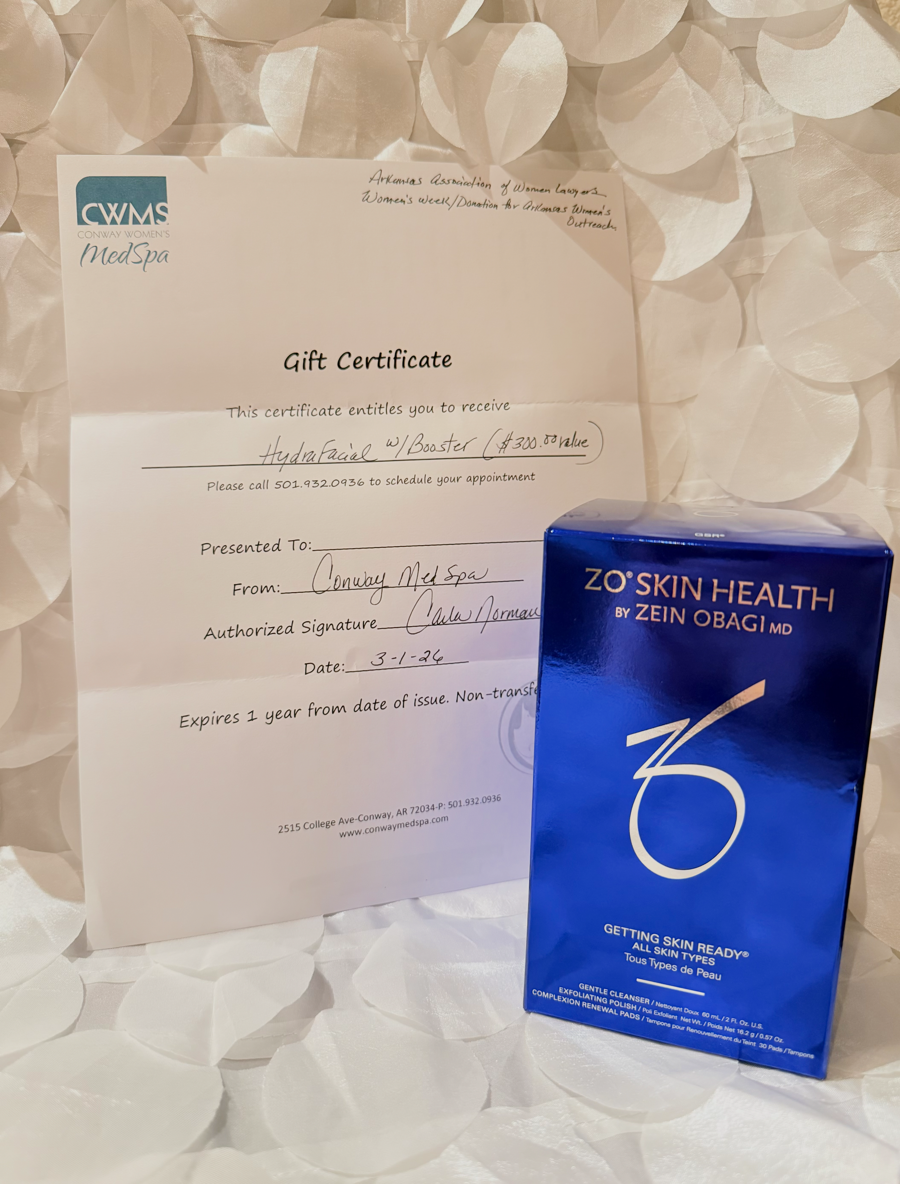 CWMS
CONWAY WOMEN'S
MedSpa
Arkansas Association of Women Lawyers
Women's Week/Donation for Arkansas Women's
Outreach
Gift Certificate
This certificate entitles you to receive
HydraFacial w/Booster ($300.00 value)
Please call 501.932.0936 to schedule your appointment
Presented To:
From: Conway Med Spa
Authorized Signature Carla Norman
Date: 3-1-26
Expires 1 year from date of issue. Non-transfe
2515 College Ave-Conway, AR 72034-P: 501.932.0936
www.conwaymedspa.com
GSR®
ZO® SKIN HEALTH
BY ZEIN OBAGI MD
GETTING SKIN READY®
ALL SKIN TYPES
Tous Types de Peau
GENTLE CLEANSER / Nettoyant Doux 60 mL / 2 Fl. Oz. U.S.
EXFOLIATING POLISH / Poli Exfoliant Net Wt. / Poids Net 16.2 g / 0.57 Oz.
COMPLEXION RENEWAL PADS / Tampons pour Renouvellement du Teint 30 Pads / Tampons